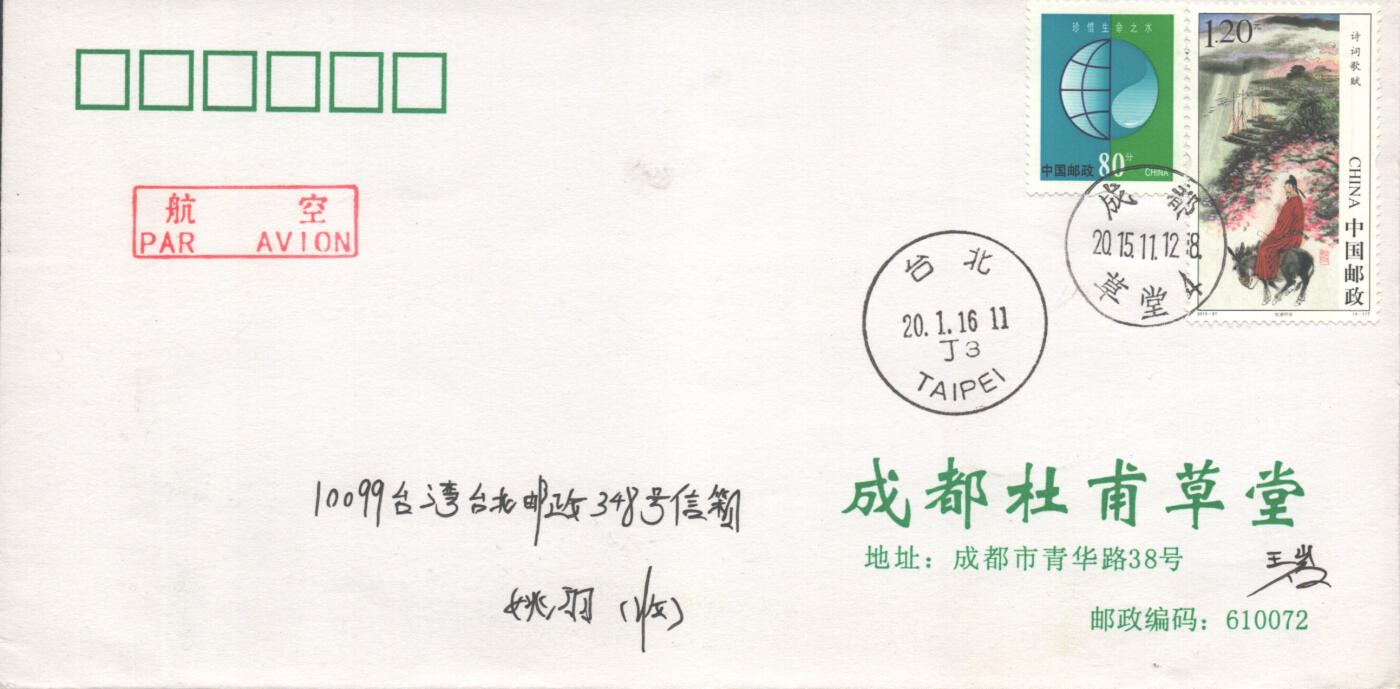 珍惜生命之水
中国邮政 80分 CHINA
1.20元
诗词歌赋
CHINA 中国邮政
航 空
PAR AVION
成都
2015.11.12.8.
草堂
台北
20.1.16 11
丁3
TAIPEI
10099台湾台北邮政348号信箱
姚羽(收)
成都杜甫草堂
地址：成都市青华路38号
邮政编码：610072